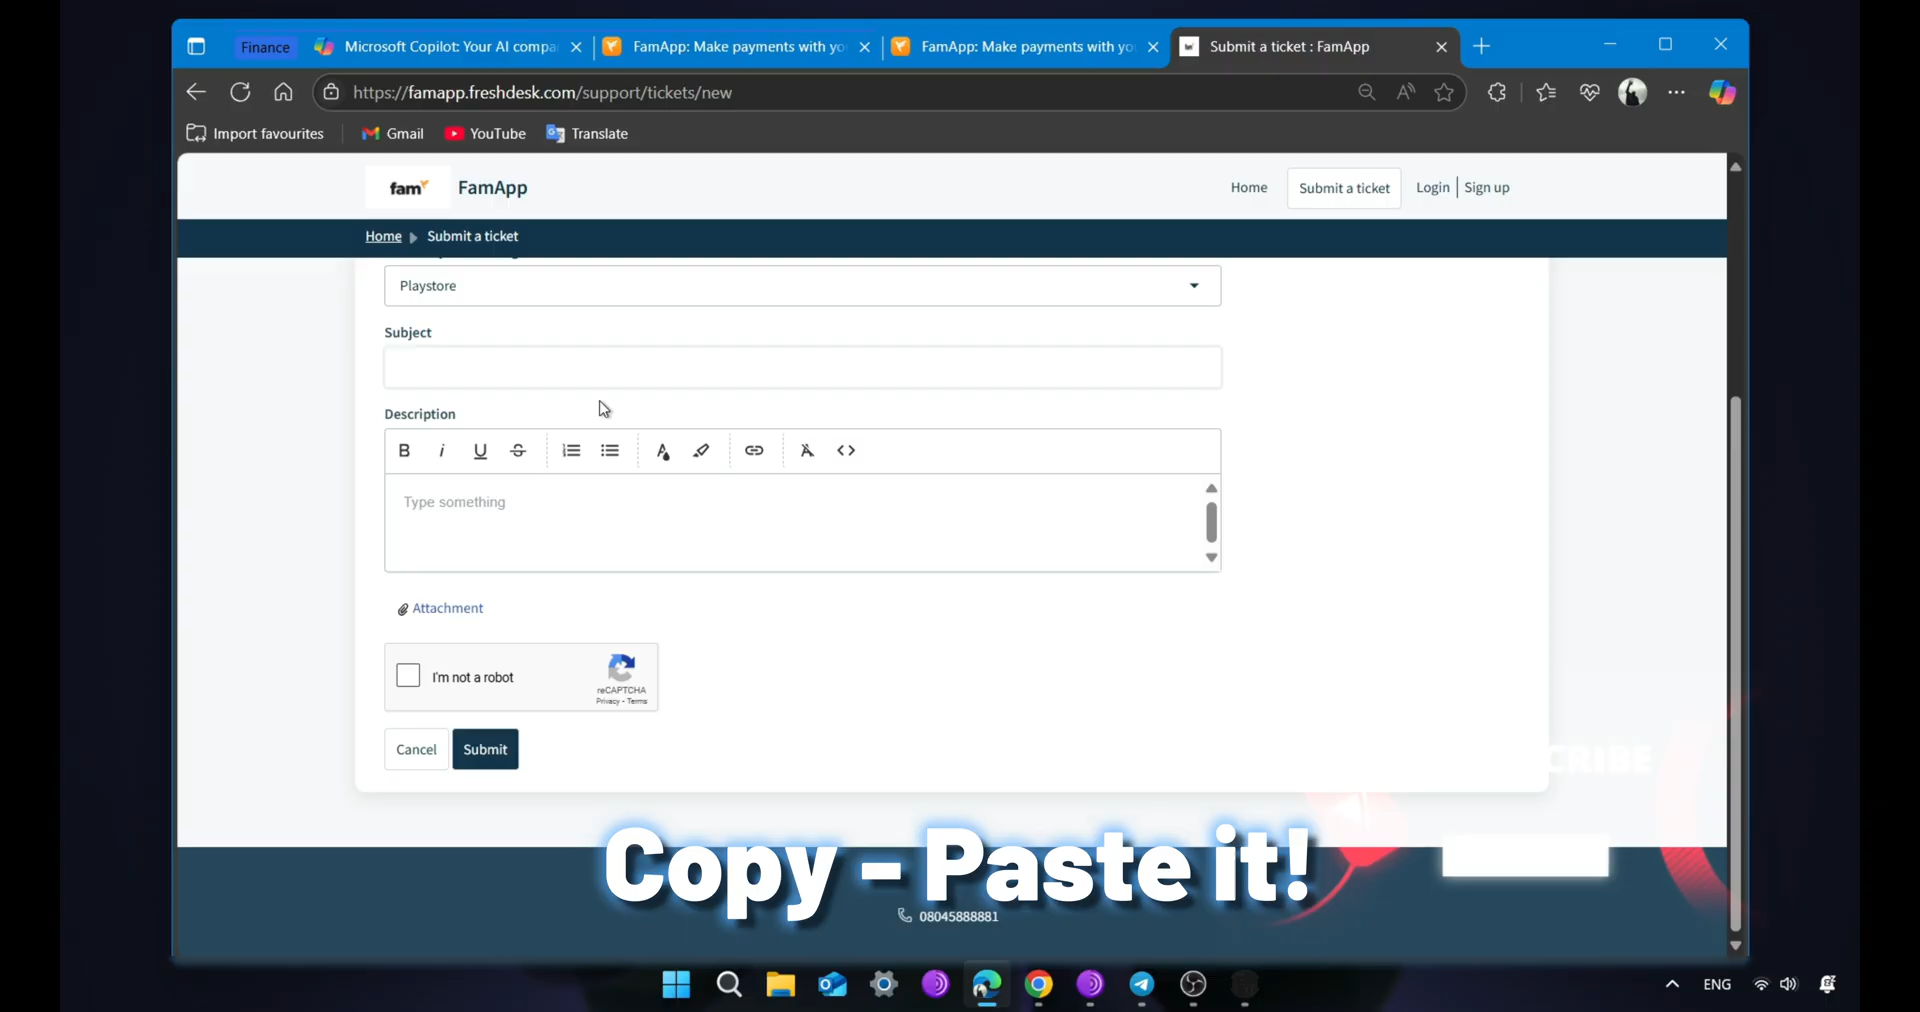 Finance
Microsoft Copilot: Your AI compa
FamApp: Make payments with yo
FamApp: Make payments with yo
Submit a ticket : FamApp
https://famapp.freshdesk.com/support/tickets/new
Import favourites
Gmail
YouTube
Translate
fam
FamApp
Home
Submit a ticket
Login
Sign up
Home
Submit a ticket
Playstore
Subject
Description
Type something
Attachment
I'm not a robot
reCAPTCHA
Privacy - Terms
Cancel
Submit
CRIBE
Copy - Paste it!
08045888881
ENG